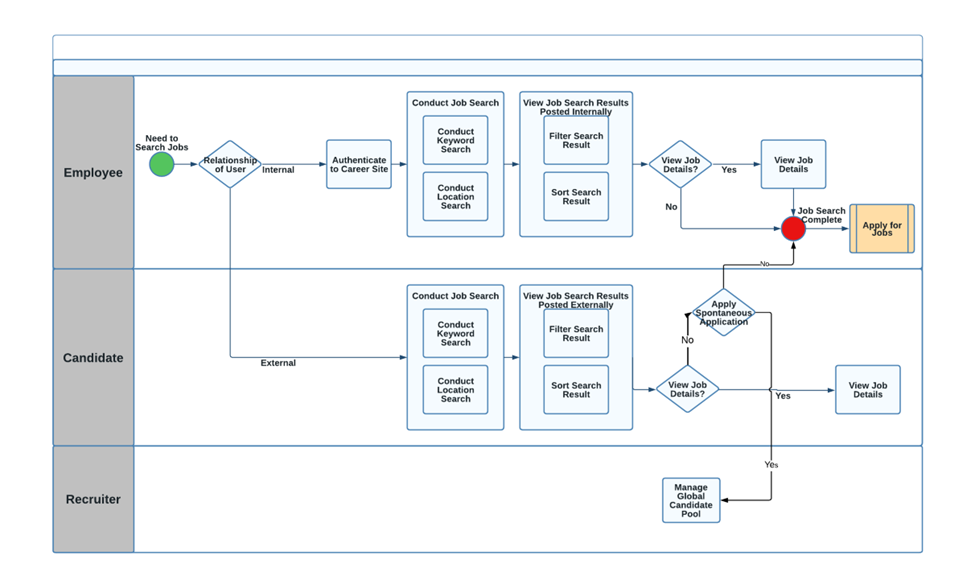 Employee
Need to
Search Jobs
Relationship
of User
Internal
Authenticate
to Career Site
Conduct Job Search
Conduct
Keyword
Search
Conduct
Location
Search
View Job Search Results
Posted Internally
Filter Search
Result
Sort Search
Result
View Job
Details?
Yes
No
View Job
Details
Job Search
Complete
Apply for
Jobs
Candidate
External
Conduct Job Search
Conduct
Keyword
Search
Conduct
Location
Search
View Job Search Results
Posted Externally
Filter Search
Result
Sort Search
Result
View Job
Details?
No
Apply
Spontaneous
Application
No
Yes
View Job
Details
Recruiter
Yes
Manage
Global
Candidate
Pool